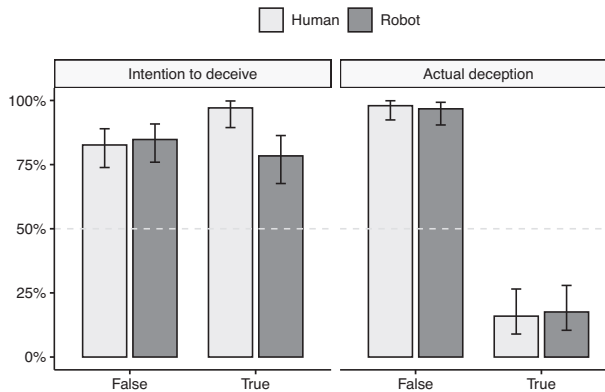 Human Robot
Intention to deceive Actual deception
100%
75%
50%
25%
0%
False True False True